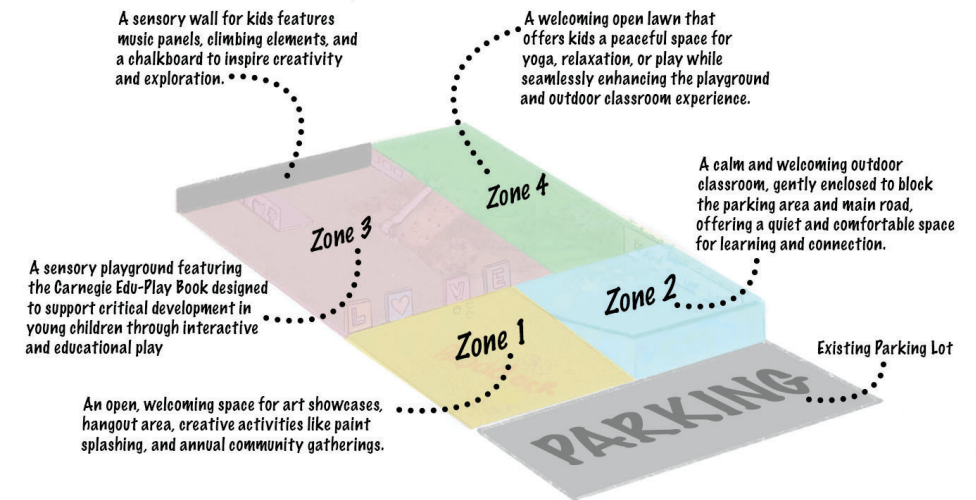 A sensory wall for kids features
music panels, climbing elements, and
a chalkboard to inspire creativity
and exploration.
A welcoming open lawn that
offers kids a peaceful space for
yoga, relaxation, or play while
seamlessly enhancing the playground
and outdoor classroom experience.
A calm and welcoming outdoor
classroom, gently enclosed to block
the parking area and main road,
offering a quiet and comfortable space
for learning and connection.
Zone 4
Zone 3
A sensory playground featuring
the Carnegie Edu-Play Book designed
to support critical development in
young children through interactive
and educational play
Zone 2
L
V E
Zone 1
Existing Parking Lot
PARKING
An open, welcoming space for art showcases,
hangout area, creative activities like paint
splashing, and annual community gatherings.